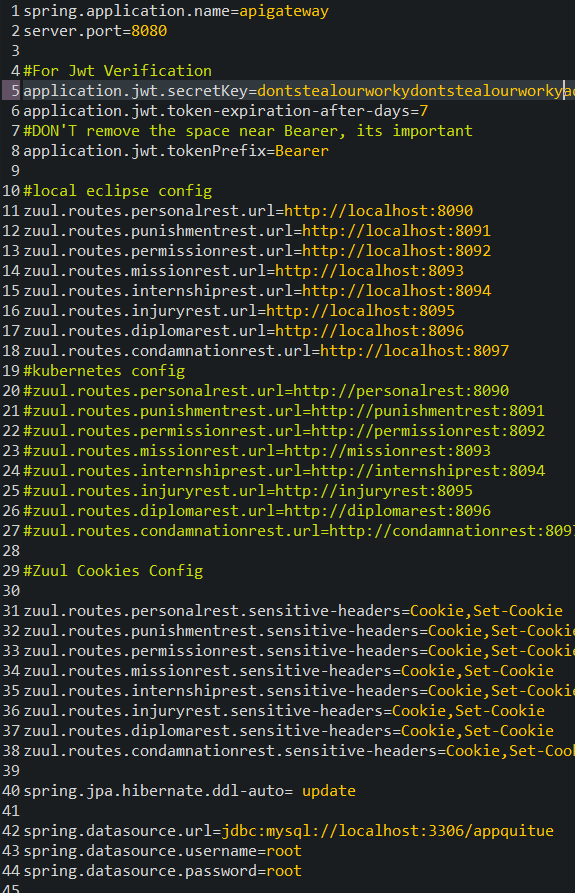 1 spring.application.name=apigateway
2 server.port=8080
3
4 #For Jwt Verification
5 application.jwt.secretKey=dontstealourworkydontstealourworkyad
6 application.jwt.token-expiration-after-days=7
7 #DON'T remove the space near Bearer, its important
8 application.jwt.tokenPrefix=Bearer
9
10 #local eclipse config
11 zuul.routes.personalrest.url=http://localhost:8090
12 zuul.routes.punishmentrest.url=http://localhost:8091
13 zuul.routes.permissionrest.url=http://localhost:8092
14 zuul.routes.missionrest.url=http://localhost:8093
15 zuul.routes.internshiprest.url=http://localhost:8094
16 zuul.routes.injuryrest.url=http://localhost:8095
17 zuul.routes.diplomarest.url=http://localhost:8096
18 zuul.routes.condamnationrest.url=http://localhost:8097
19 #kubernetes config
20 #zuul.routes.personalrest.url=http://personalrest:8090
21 #zuul.routes.punishmentrest.url=http://punishmentrest:8091
22 #zuul.routes.permissionrest.url=http://permissionrest:8092
23 #zuul.routes.missionrest.url=http://missionrest:8093
24 #zuul.routes.internshiprest.url=http://internshiprest:8094
25 #zuul.routes.injuryrest.url=http://injuryrest:8095
26 #zuul.routes.diplomarest.url=http://diplomarest:8096
27 #zuul.routes.condamnationrest.url=http://condamnationrest:8097
28
29 #Zuul Cookies Config
30
31 zuul.routes.personalrest.sensitive-headers=Cookie,Set-Cookie
32 zuul.routes.punishmentrest.sensitive-headers=Cookie,Set-Cookie
33 zuul.routes.permissionrest.sensitive-headers=Cookie,Set-Cookie
34 zuul.routes.missionrest.sensitive-headers=Cookie,Set-Cookie
35 zuul.routes.internshiprest.sensitive-headers=Cookie,Set-Cookie
36 zuul.routes.injuryrest.sensitive-headers=Cookie,Set-Cookie
37 zuul.routes.diplomarest.sensitive-headers=Cookie,Set-Cookie
38 zuul.routes.condamnationrest.sensitive-headers=Cookie,Set-Coo
39
40 spring.jpa.hibernate.ddl-auto= update
41
42 spring.datasource.url=jdbc:mysql://localhost:3306/appquitue
43 spring.datasource.username=root
44 spring.datasource.password=root
45